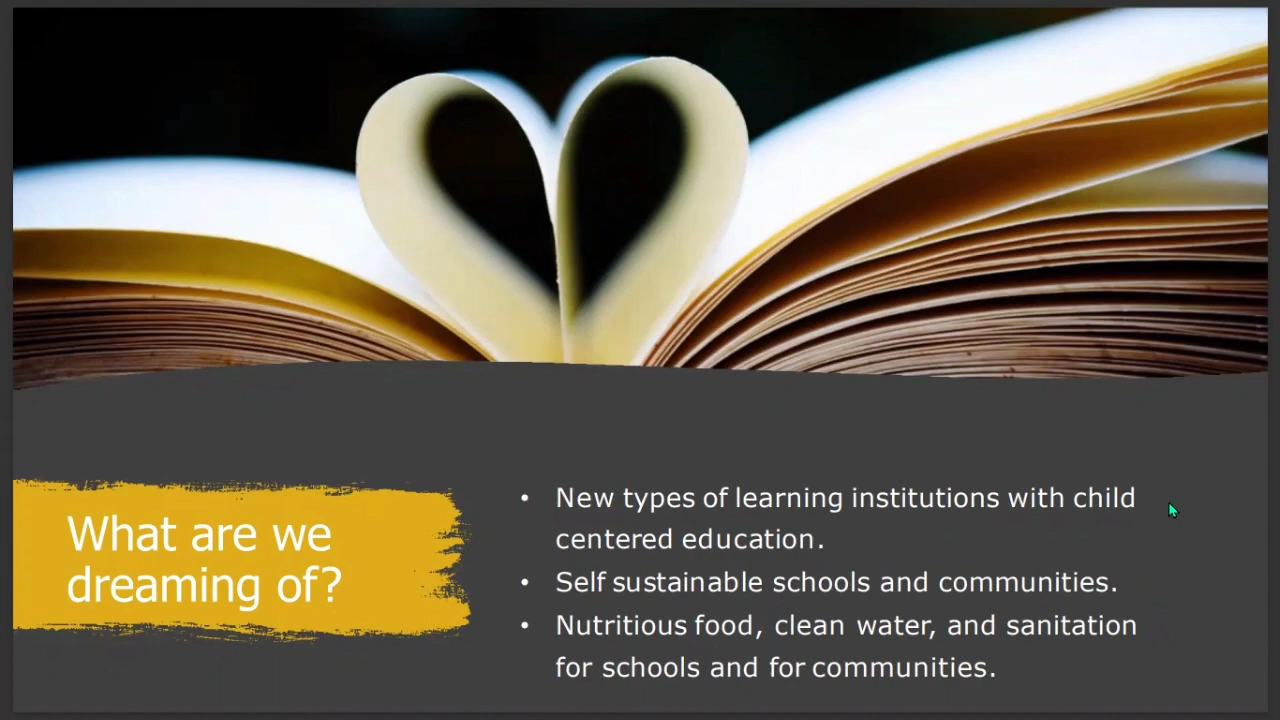 What are we
dreaming of?
• New types of learning institutions with child
centered education.
• Self sustainable schools and communities.
• Nutritious food, clean water, and sanitation
for schools and for communities.